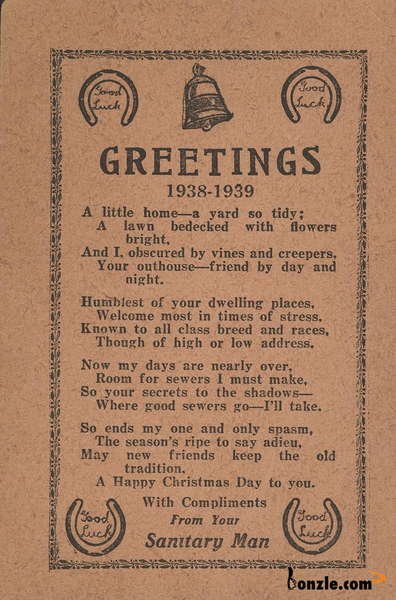 Good Luck
Good Luck
GREETINGS
1938-1939
A little home—a yard so tidy;
A lawn bedecked with flowers
bright,
And I, obscured by vines and creepers,
Your outhouse—friend by day and
night.
Humblest of your dwelling places,
Welcome most in times of stress.
Known to all class breed and races,
Though of high or low address.
Now my days are nearly over,
Room for sewers I must make,
So your secrets to the shadows—
Where good sewers go—I'll take.
So ends my one and only spasm,
The season's ripe to say adieu,
May new friends keep the old
tradition,
A Happy Christmas Day to you.
With Compliments
From Your
Sanitary Man
Good Luck
Good Luck
bonzle.com